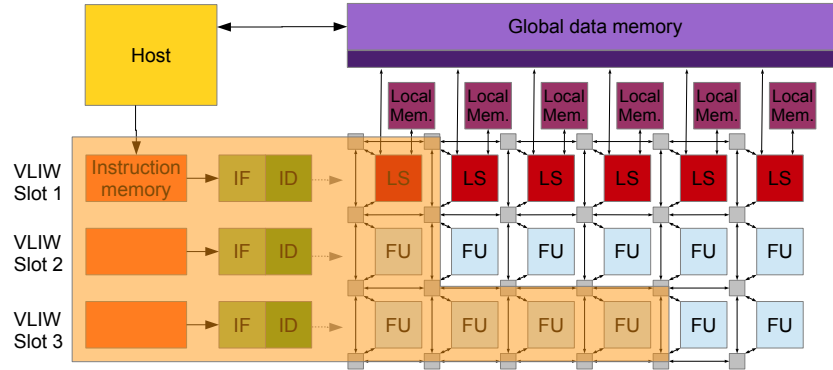 Host
Global data memory
Local
Mem.
Local
Mem.
Local
Mem.
Local
Mem.
Local
Mem.
Local
Mem.
VLIW
Slot 1
Instruction
memory
IF
ID
LS
LS
LS
LS
LS
LS
VLIW
Slot 2
IF
ID
FU
FU
FU
FU
FU
FU
VLIW
Slot 3
IF
ID
FU
FU
FU
FU
FU
FU